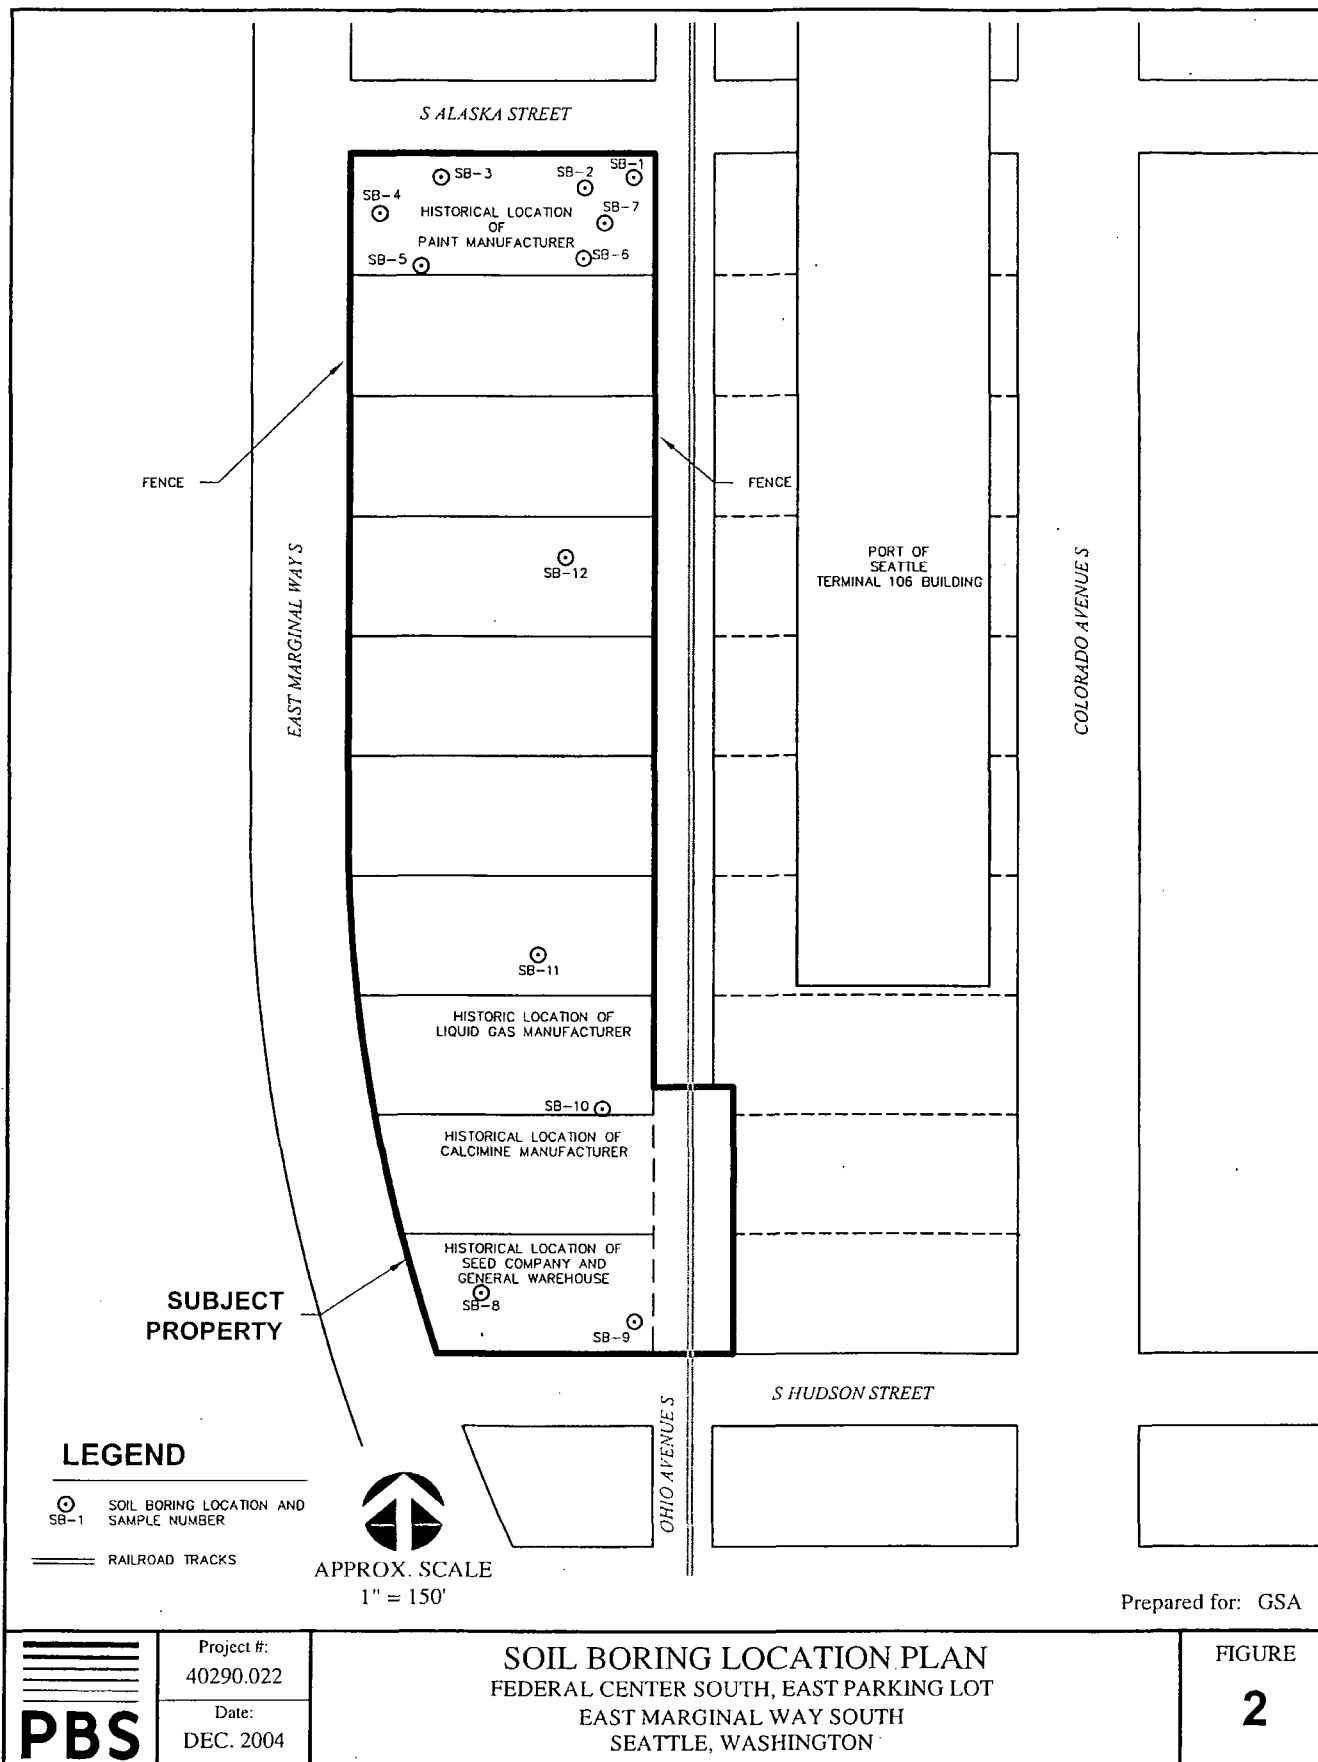 S ALASKA STREET
SB-1
SB-3
SB-2
SB-4
SB-7
HISTORICAL LOCATION
OF
PAINT MANUFACTURER
SB-5
SB-6
FENCE
FENCE
EAST MARGINAL WAY S
SB-12
PORT OF
SEATTLE
TERMINAL 106 BUILDING
COLORADO AVENUE S
SB-11
HISTORIC LOCATION OF
LIQUID GAS MANUFACTURER
SB-10
HISTORICAL LOCATION OF
CALCIMINE MANUFACTURER
HISTORICAL LOCATION OF
SEED COMPANY AND
GENERAL WAREHOUSE
SB-8
SB-9
SUBJECT
PROPERTY
S HUDSON STREET
OHIO AVENUE S
LEGEND
SB-1
SOIL BORING LOCATION AND
SAMPLE NUMBER
RAILROAD TRACKS
APPROX. SCALE
1" = 150'
Prepared for: GSA
PBS
Project #:
40290.022
Date:
DEC. 2004
SOIL BORING LOCATION PLAN
FEDERAL CENTER SOUTH, EAST PARKING LOT
EAST MARGINAL WAY SOUTH
SEATTLE, WASHINGTON
FIGURE
2